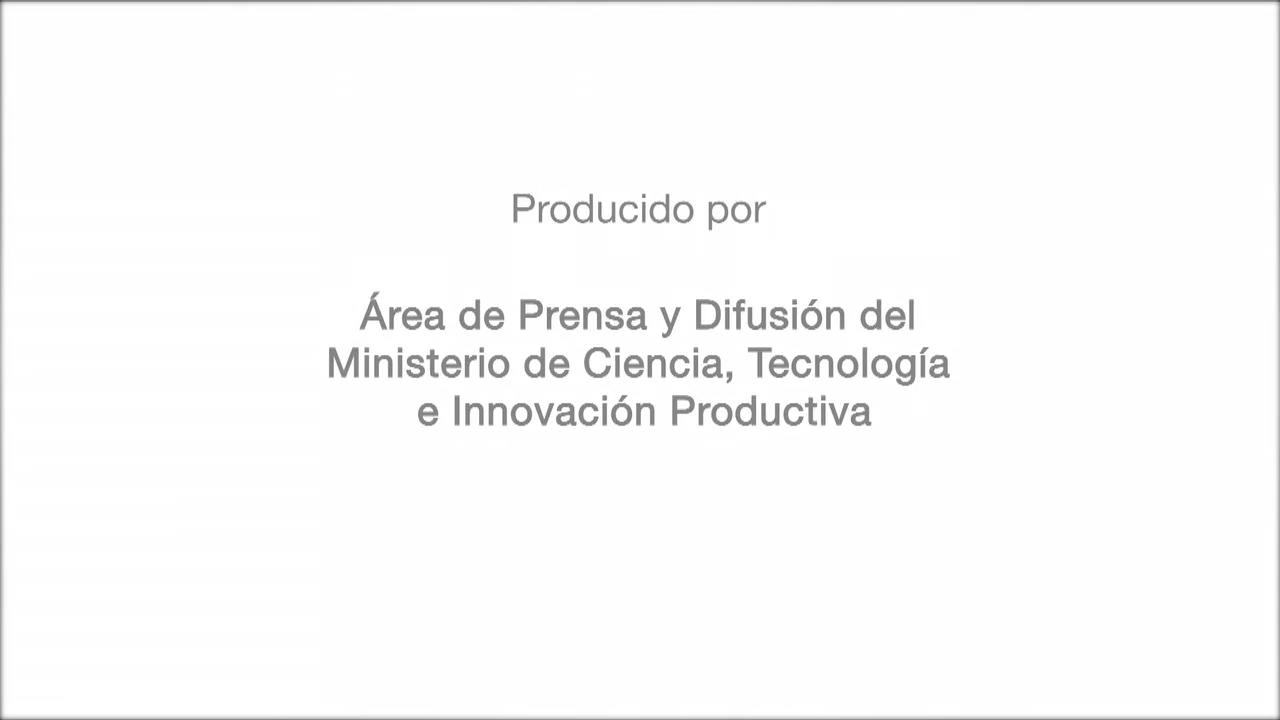 Producido por
Área de Prensa y Difusión del
Ministerio de Ciencia, Tecnología
e Innovación Productiva